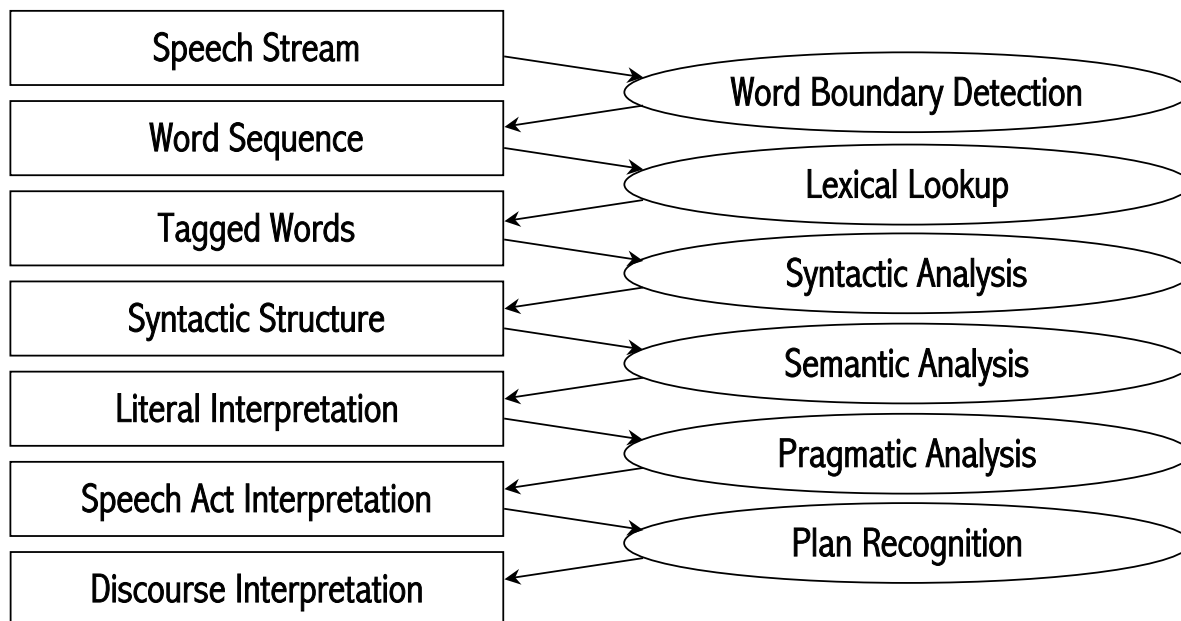 Speech Stream
Word Boundary Detection
Word Sequence
Lexical Lookup
Tagged Words
Syntactic Analysis
Syntactic Structure
Semantic Analysis
Literal Interpretation
Pragmatic Analysis
Speech Act Interpretation
Plan Recognition
Discourse Interpretation